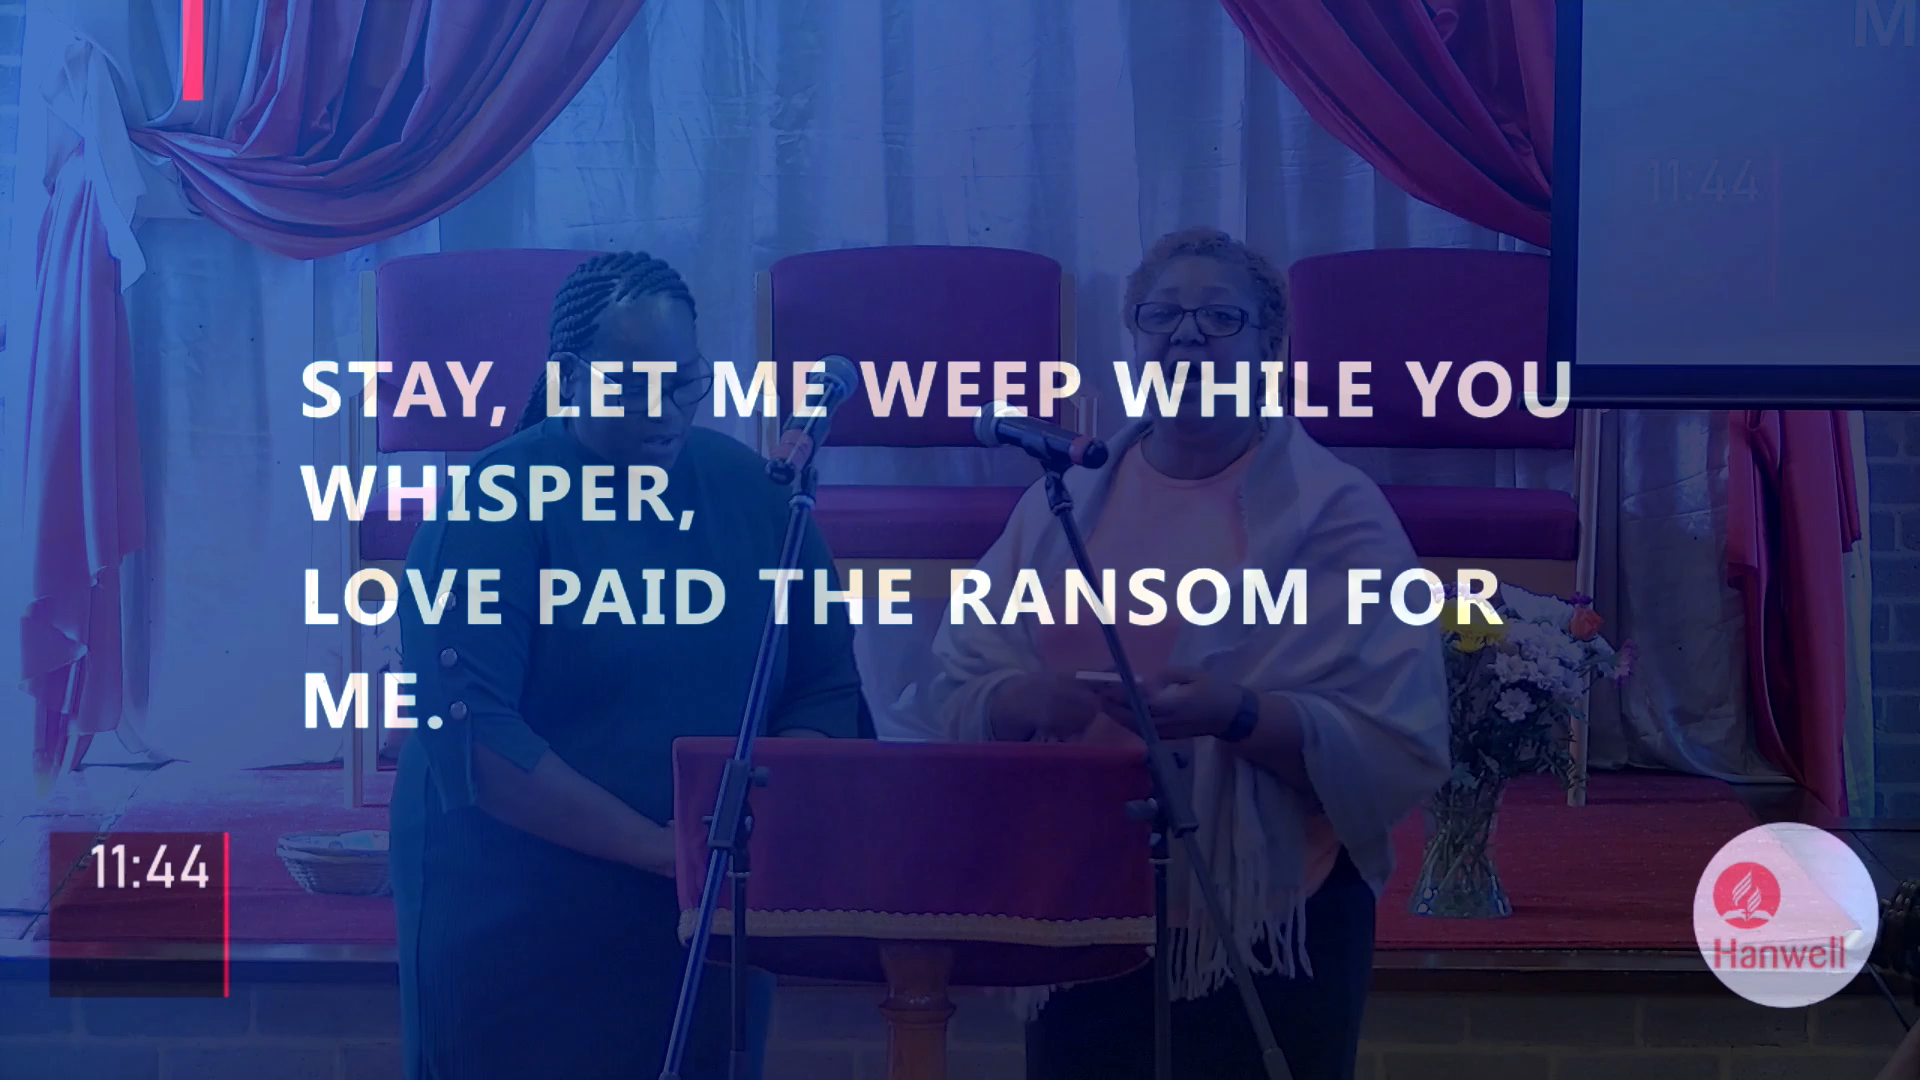 M
11:44
STAY, LET ME WEEP WHILE YOU
WHISPER,
LOVE PAID THE RANSOM FOR
ME.
11:44
Hanwell